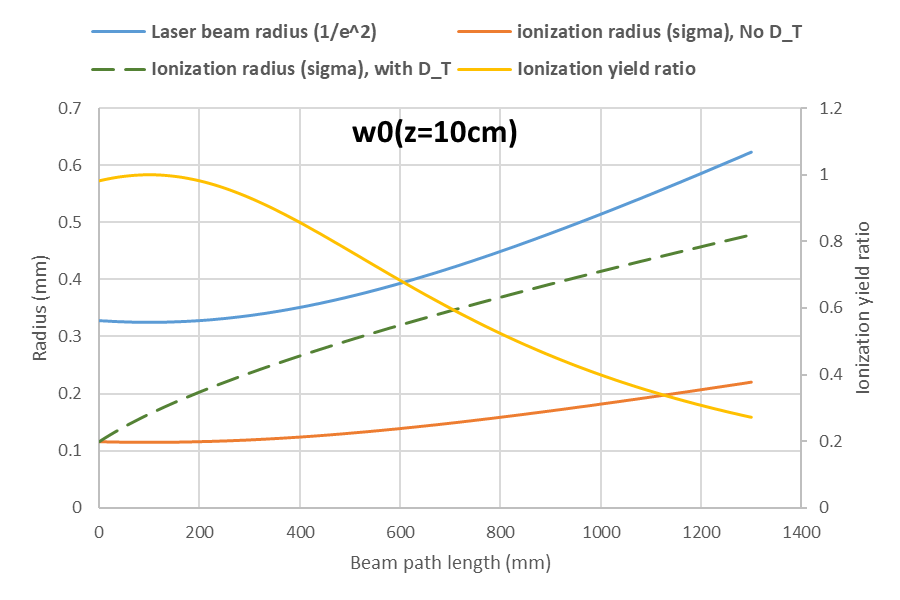 Laser beam radius (1/e^2)
ionization radius (sigma), No D_T
Ionization radius (sigma), with D_T
Ionization yield ratio
w0(z=10cm)
0.7
0.6
0.5
0.4
0.3
0.2
0.1
0
Radius (mm)
1.2
1
0.8
0.6
0.4
0.2
0
Ionization yield ratio
0 200 400 600 800 1000 1200 1400
Beam path length (mm)